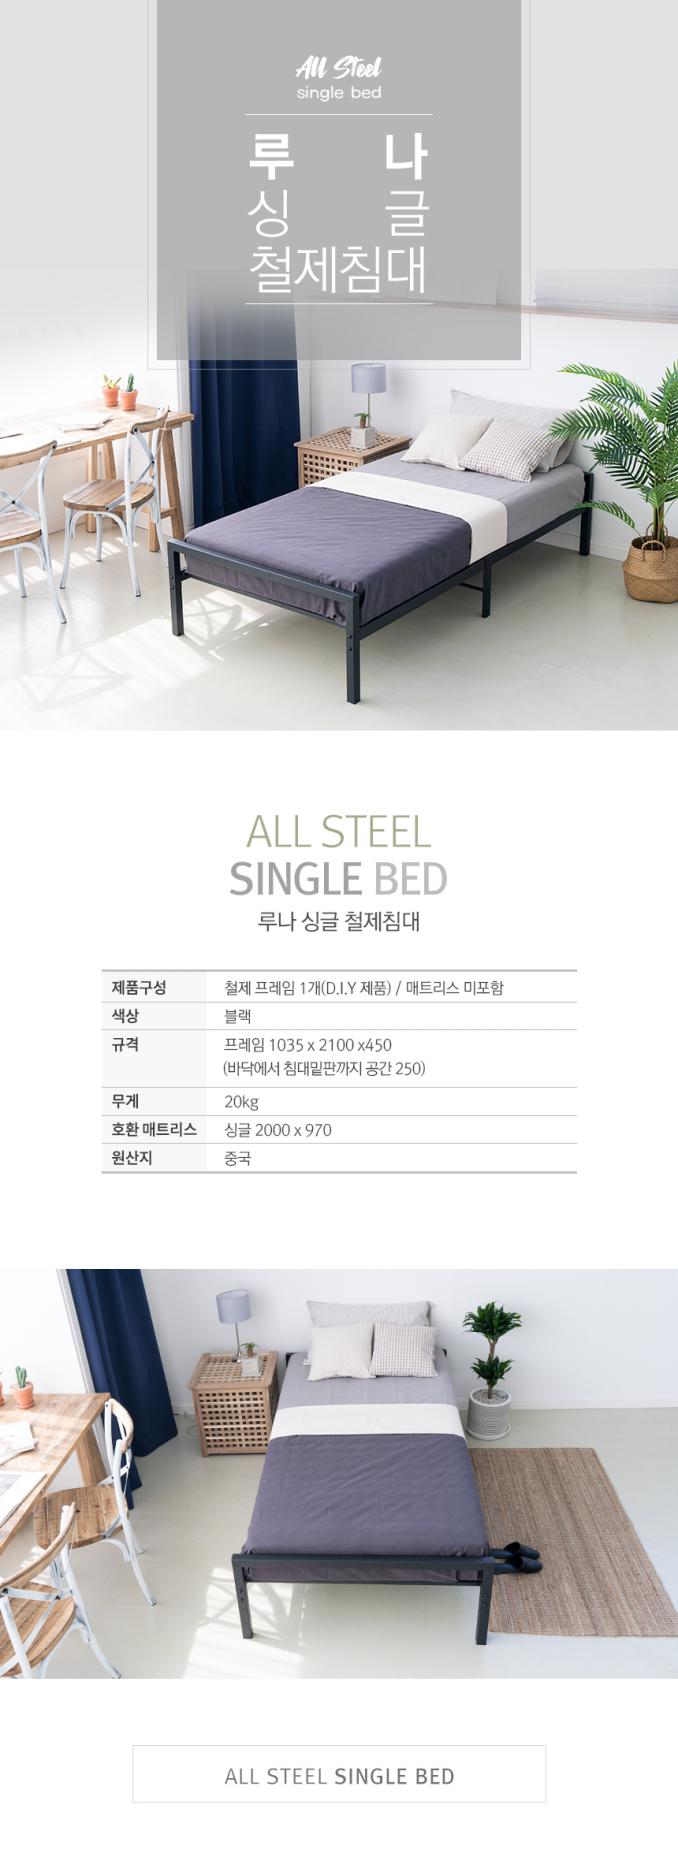 All Steel
single bed
루 나
싱 글
철제침대
ALL STEEL
SINGLE BED
루나 싱글 철제침대
제품구성 철제 프레임 1개(D.I.Y 제품) / 매트리스 미포함
색상 블랙
규격 프레임 1035 x 2100 x450
(바닥에서 침대밑판까지 공간 250)
무게 20kg
호환 매트리스 싱글 2000 x 970
원산지 중국
ALL STEEL SINGLE BED